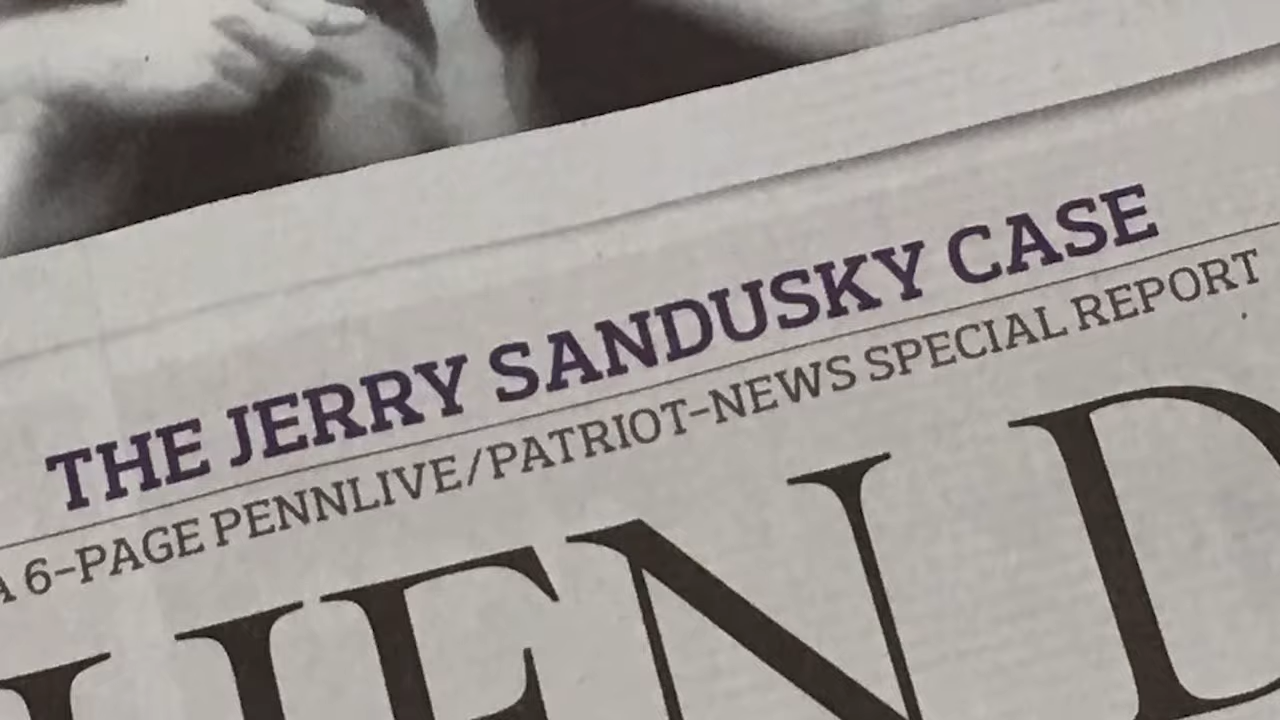 THE JERRY SANDUSKY CASE
A 6-PAGE PENNLIVE/PATRIOT-NEWS SPECIAL REPORT